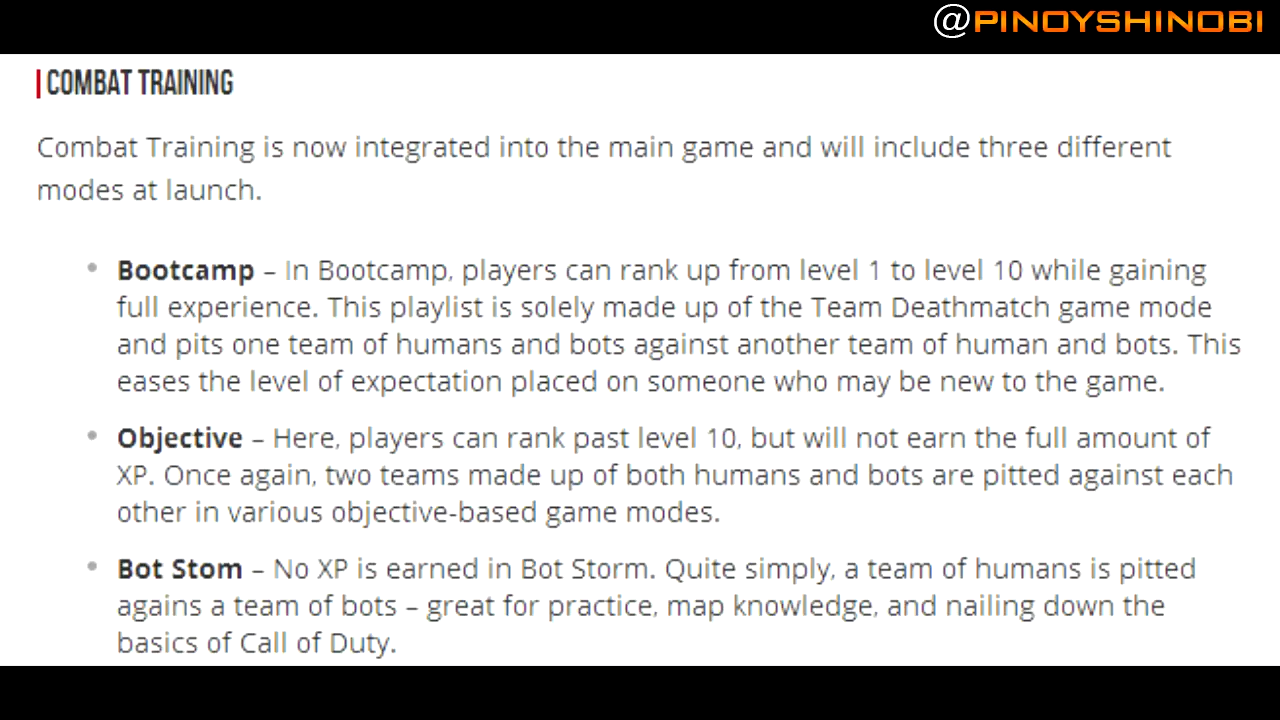 @PINOYSHINOBI
COMBAT TRAINING
Combat Training is now integrated into the main game and will include three different
modes at launch.
• Bootcamp – In Bootcamp, players can rank up from level 1 to level 10 while gaining
full experience. This playlist is solely made up of the Team Deathmatch game mode
and pits one team of humans and bots against another team of human and bots. This
eases the level of expectation placed on someone who may be new to the game.
• Objective – Here, players can rank past level 10, but will not earn the full amount of
XP. Once again, two teams made up of both humans and bots are pitted against each
other in various objective-based game modes.
• Bot Stom – No XP is earned in Bot Storm. Quite simply, a team of humans is pitted
agains a team of bots – great for practice, map knowledge, and nailing down the
basics of Call of Duty.